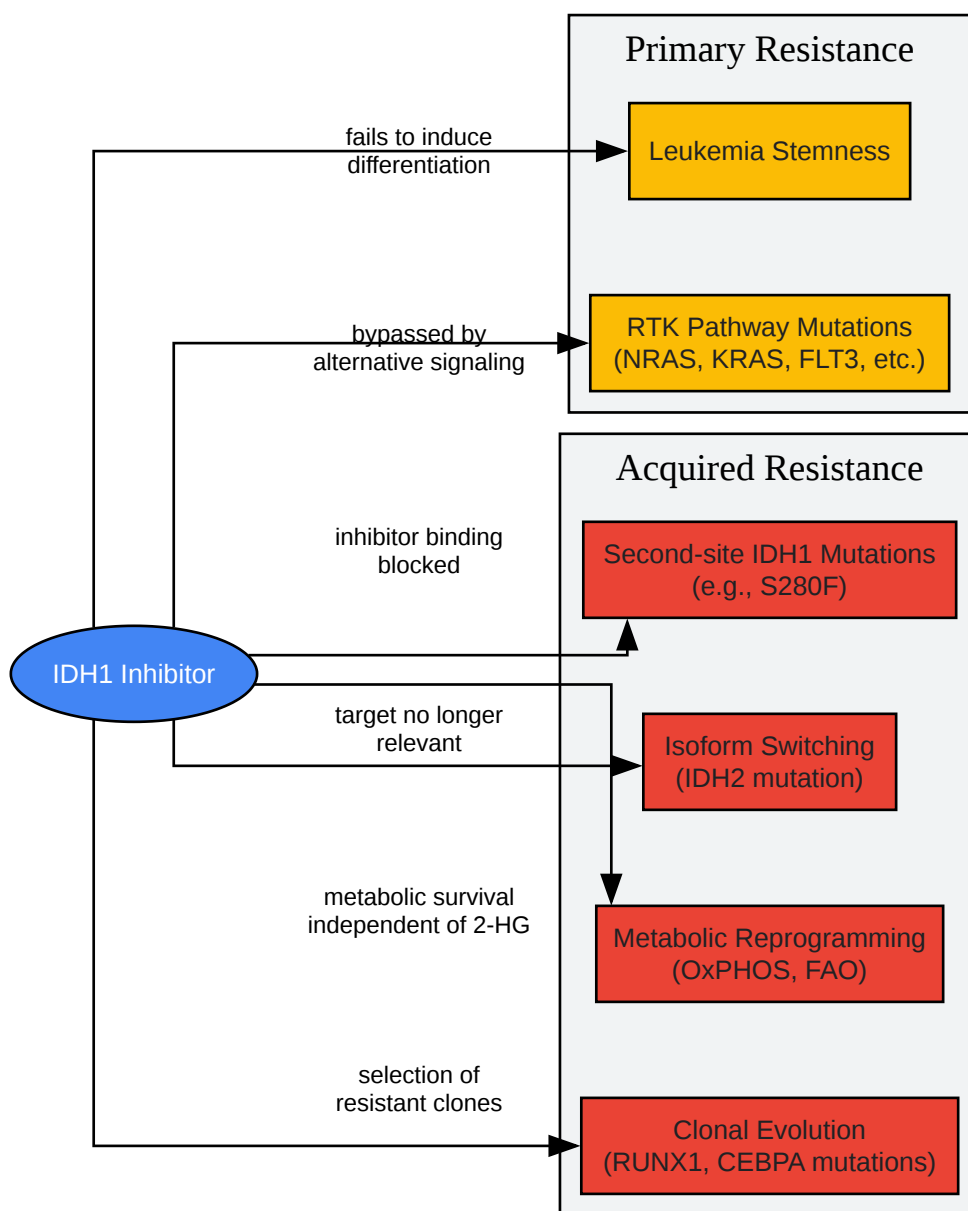 Primary Resistance
fails to induce
differentiation
Leukemia Stemness
bypassed by
alternative signaling
RTK Pathway Mutations
(NRAS, KRAS, FLT3, etc.)
Acquired Resistance
inhibitor binding
blocked
Second-site IDH1 Mutations
(e.g., S280F)
IDH1 Inhibitor
target no longer
relevant
Isoform Switching
(IDH2 mutation)
metabolic survival
independent of 2-HG
Metabolic Reprogramming
(OxPHOS, FAO)
selection of
resistant clones
Clonal Evolution
(RUNX1, CEBPA mutations)